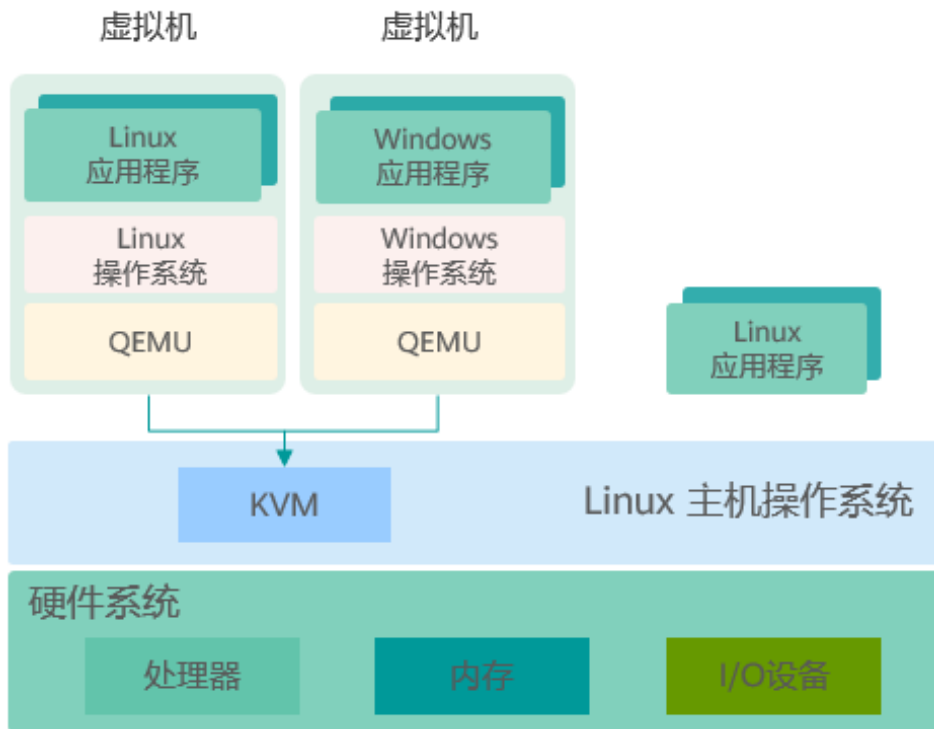 虚拟机
虚拟机
Linux
应用程序
Linux
操作系统
QEMU
Windows
应用程序
Windows
操作系统
QEMU
Linux
应用程序
KVM
Linux 主机操作系统
硬件系统
处理器
内存
I/O设备